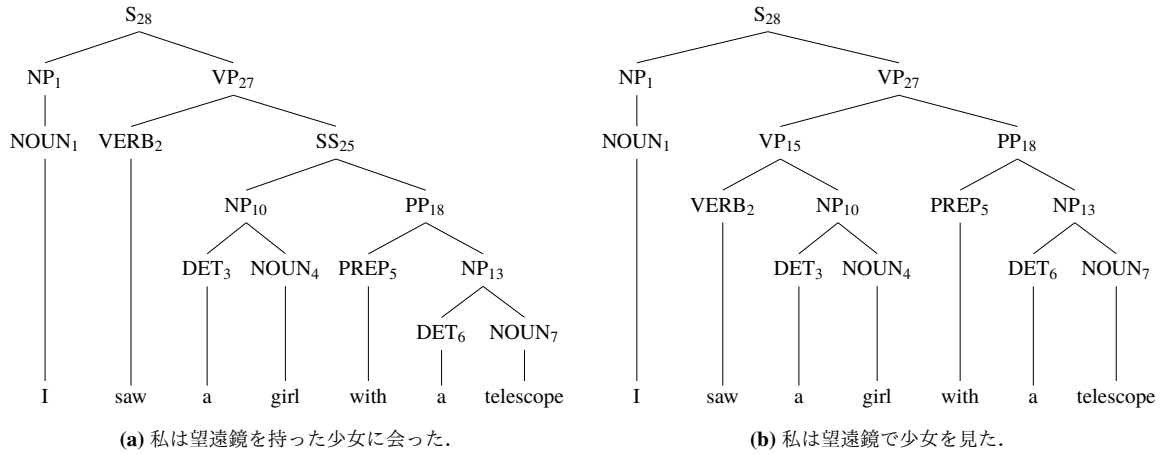 S₂₈
NP₁ VP₂₇
NOUN₁ VERB₂ SS₂₅
NP₁₀ PP₁₈
DET₃ NOUN₄ PREP₅ NP₁₃
DET₆ NOUN₇
I saw a girl with a telescope
(a) 私は望遠鏡を持った少女に会った.
S₂₈
NP₁ VP₂₇
NOUN₁ VP₁₅ PP₁₈
VERB₂ NP₁₀ PREP₅ NP₁₃
DET₃ NOUN₄ DET₆ NOUN₇
I saw a girl with a telescope
(b) 私は望遠鏡で少女を見た.